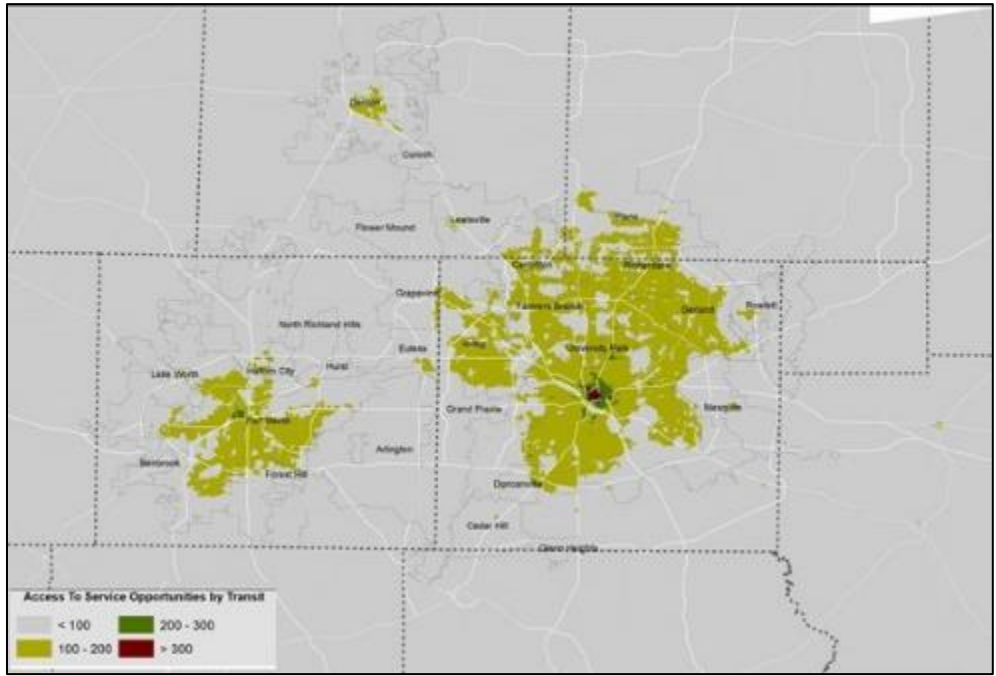 Denton
Corinth
Lewisville
Flower Mound
Plano
Carrollton
Richardson
Grapevine
Farmers Branch
Garland
Rowlett
North Richland Hills
Irving
University Park
Euless
Hurst
Haltom City
Lake Worth
Grand Prairie
Mesquite
Fort Worth
Arlington
Benbrook
Forest Hill
Duncanville
Cedar Hill
Glenn Heights
Access To Service Opportunities by Transit
< 100
200 - 300
100 - 200
> 300